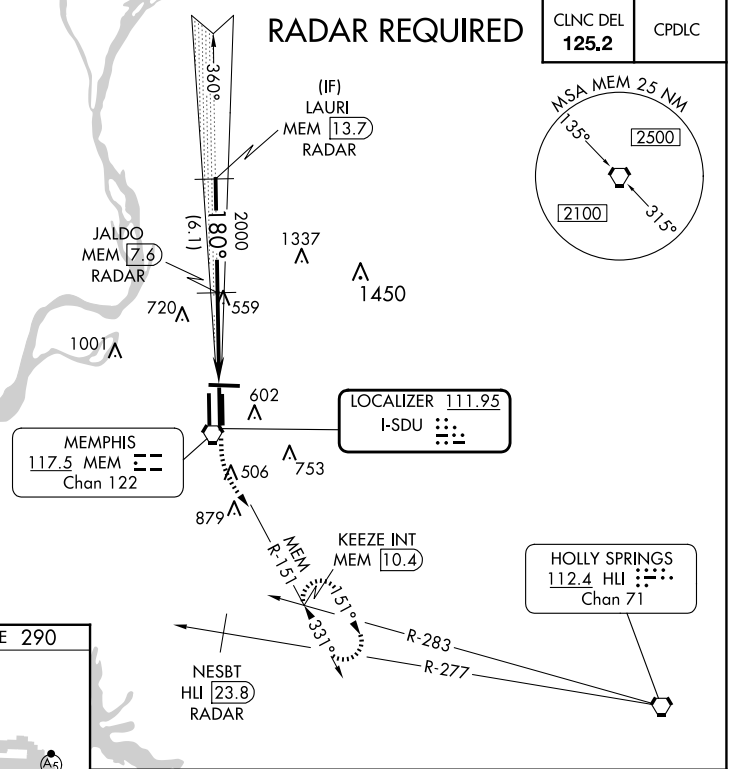 RADAR REQUIRED
CLNC DEL
125.2
CPDLC
MSA MEM 25 NM
135°
2500
2100
315°
360°
(IF)
LAURI
MEM 13.7
RADAR
2000
180°
(6.1)
JALDO
MEM 7.6
RADAR
1337
1450
720
559
1001
602
LOCALIZER 111.95
I-SDU
MEMPHIS
117.5 MEM
Chan 122
506
753
879
MEM
R-151
KEEZE INT
MEM 10.4
151°
331°
HOLLY SPRINGS
112.4 HLI
Chan 71
R-283
R-277
NESBT
HLI 23.8
RADAR
E 290
A5